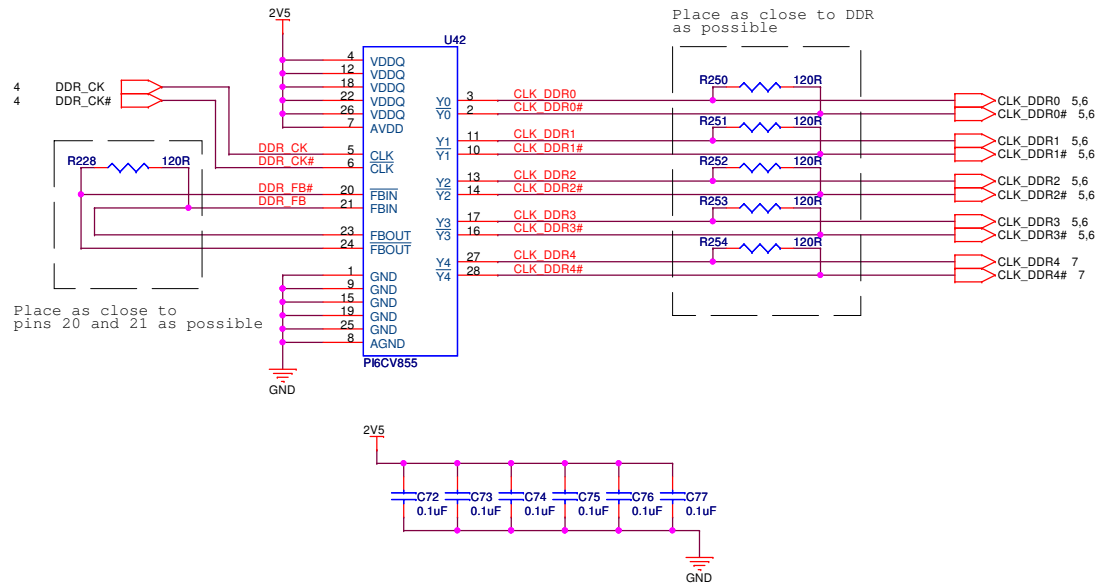 Place as close to DDR
as possible
2V5
U42
4 VDDQ
12 VDDQ
18 VDDQ
22 VDDQ
26 VDDQ
7 AVDD
4 DDR_CK
4 DDR_CK#
DDR_CK 5 CLK
DDR_CK# 6 CLK
R228 120R
DDR_FB# 20 FBIN
DDR_FB 21 FBIN
23 FBOUT
24 FBOUT
1 GND
9 GND
15 GND
19 GND
25 GND
8 AGND
PI6CV855
GND
Place as close to
pins 20 and 21 as possible
R250 120R
Y0 3 CLK_DDR0 CLK_DDR0 5,6
Y0 2 CLK_DDR0# CLK_DDR0# 5,6
R251 120R
Y1 11 CLK_DDR1 CLK_DDR1 5,6
Y1 10 CLK_DDR1# CLK_DDR1# 5,6
R252 120R
Y2 13 CLK_DDR2 CLK_DDR2 5,6
Y2 14 CLK_DDR2# CLK_DDR2# 5,6
R253 120R
Y3 17 CLK_DDR3 CLK_DDR3 5,6
Y3 16 CLK_DDR3# CLK_DDR3# 5,6
R254 120R
Y4 27 CLK_DDR4 CLK_DDR4 7
Y4 28 CLK_DDR4# CLK_DDR4# 7
2V5
C72 C73 C74 C75 C76 C77
0.1uF 0.1uF 0.1uF 0.1uF 0.1uF 0.1uF
GND